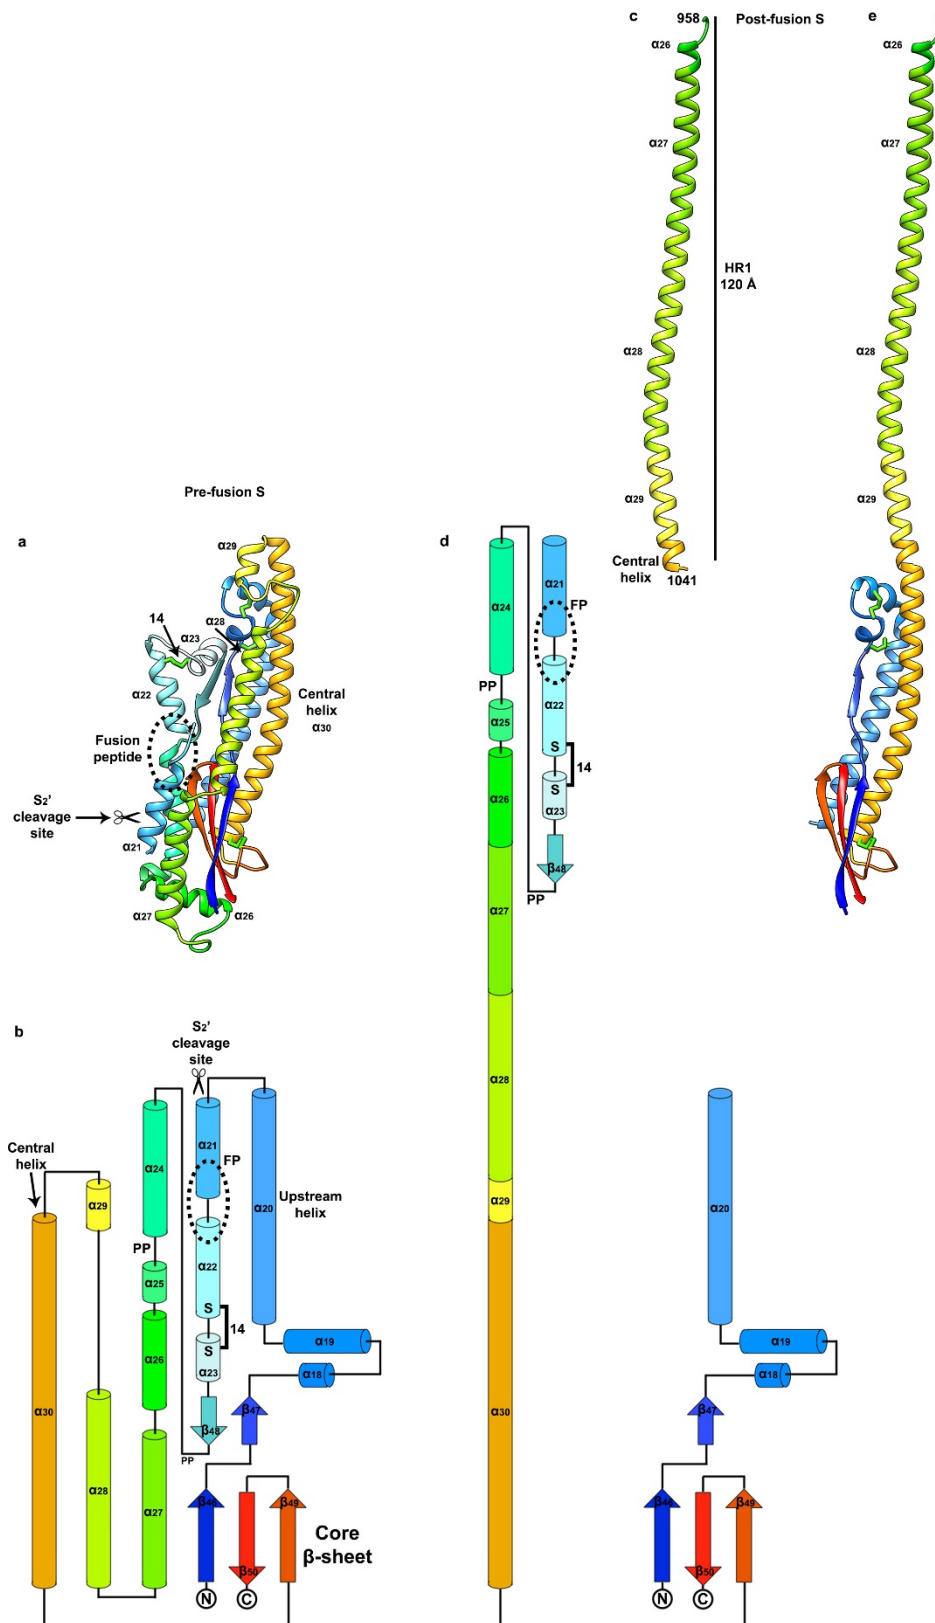 c
958
Post-fusion S
e
α26
α26
α27
α27
HR1
120 Å
α28
α28
α29
α29
Central
helix
1041
Pre-fusion S
a
α29
14
α23
α28
α22
Central
helix
α30
Fusion
peptide
S2’
cleavage
site
α21
α27
α26
d
α24
α21
FP
PP
α22
α25
S
14
S
α26
α23
β48
PP
α27
α28
α29
α30
b
S2’
cleavage
site
Central
helix
α24
α21
FP
α29
α20
Upstream
helix
PP
α22
α25
S
14
S
α26
α23
α19
α18
α30
β47
β48
PP
α28
α27
β46
β49
Core
β-sheet
β50
N
C
α20
α19
α18
β47
β46
β49
β50
N
C